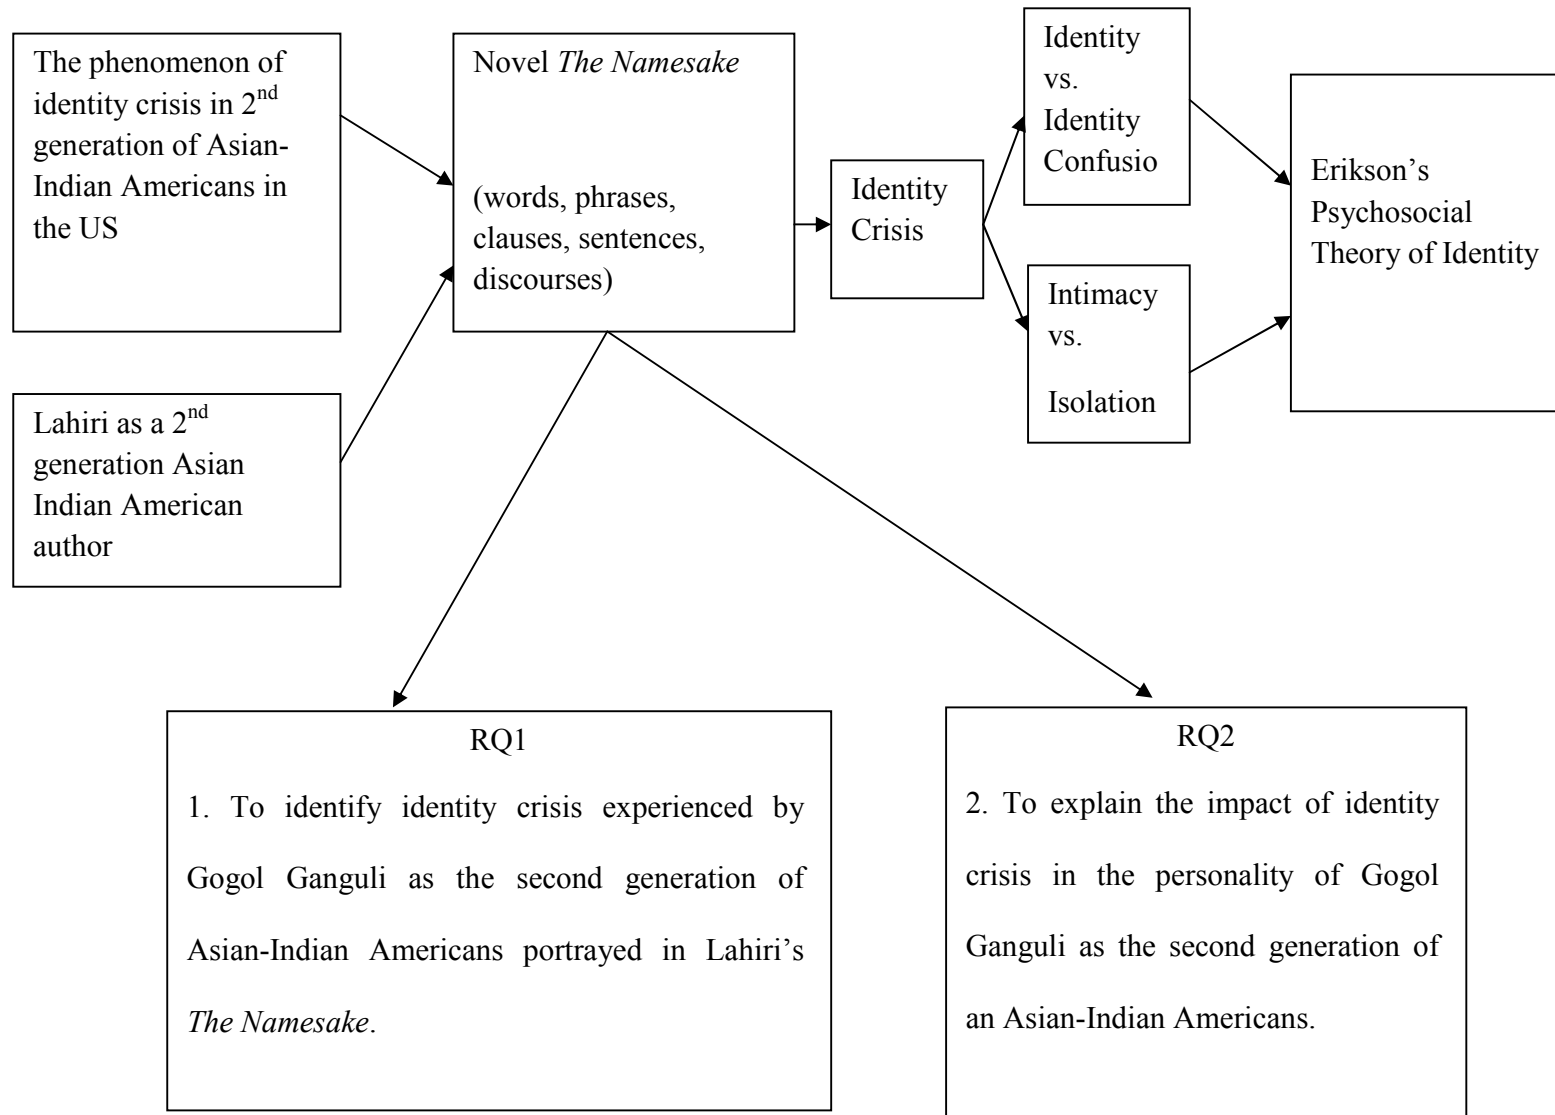 The phenomenon of
identity crisis in 2nd
generation of Asian-
Indian Americans in
the US
Lahiri as a 2nd
generation Asian
Indian American
author
Novel The Namesake
(words, phrases,
clauses, sentences,
discourses)
Identity
Crisis
Identity
vs.
Identity
Confusio
Intimacy
vs.
Isolation
Erikson’s
Psychosocial
Theory of Identity
RQ1
1. To identify identity crisis experienced by
Gogol Ganguli as the second generation of
Asian-Indian Americans portrayed in Lahiri’s
The Namesake.
RQ2
2. To explain the impact of identity
crisis in the personality of Gogol
Ganguli as the second generation of
an Asian-Indian Americans.